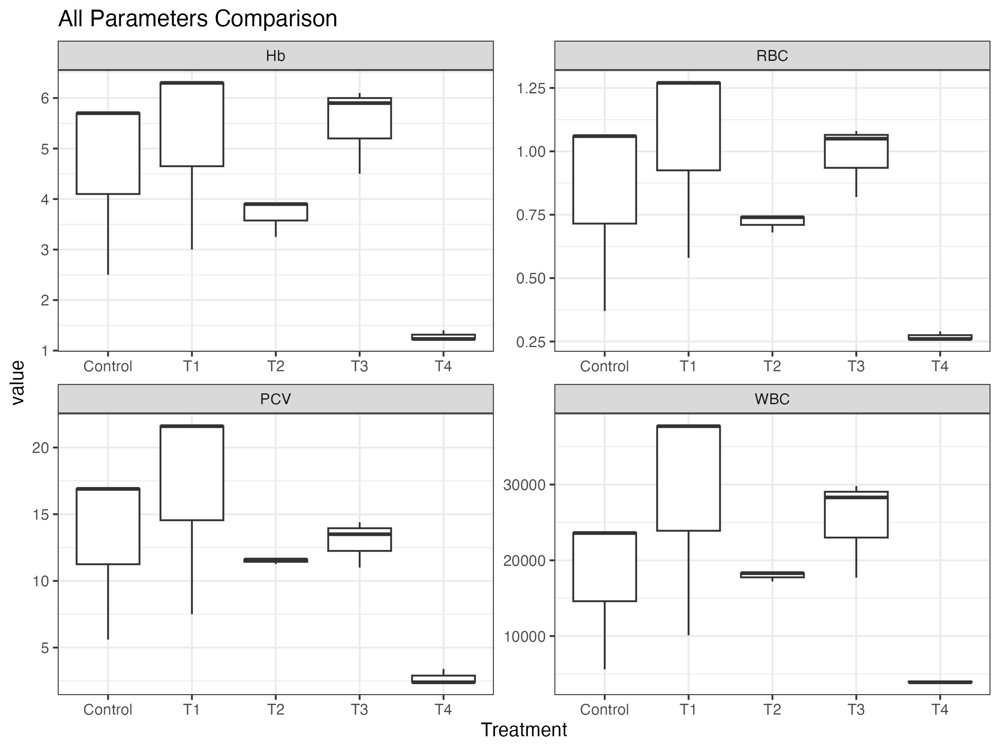 All Parameters Comparison
Hb
RBC
6
5
4
3
2
1
1.25
1.00
0.75
0.50
0.25
Control T1 T2 T3 T4
Control T1 T2 T3 T4
value
PCV
WBC
20
15
10
5
30000
20000
10000
Control T1 T2 T3 T4
Control T1 T2 T3 T4
Treatment